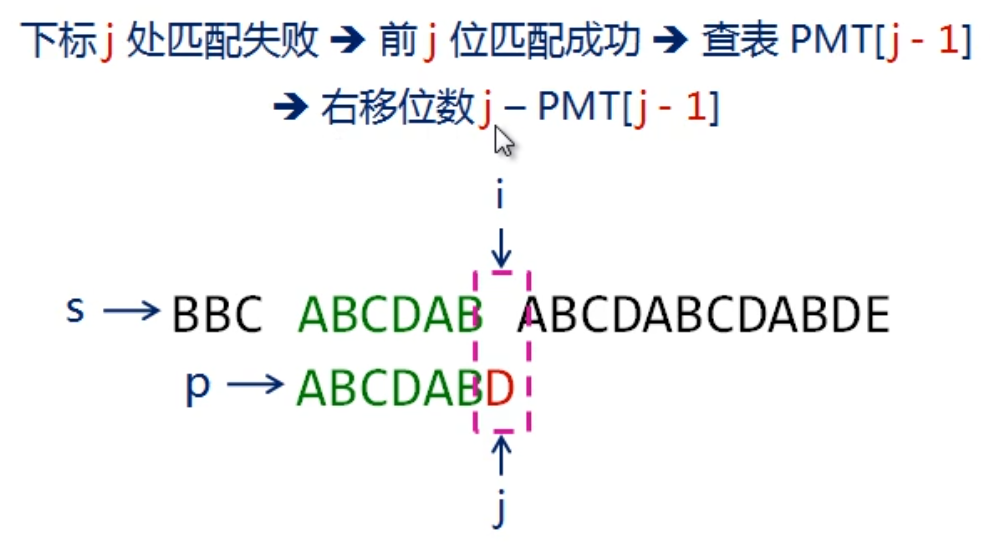 下标 j 处匹配失败 ➔ 前 j 位匹配成功 ➔ 查表 PMT[j - 1]
➔ 右移位数 j – PMT[j - 1]
i
s → BBC ABCDAB ABCDABCDABDE
p → ABCDABD
j